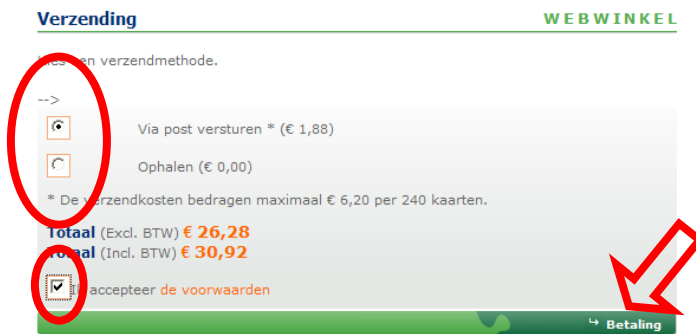 Verzending
WEBWINKEL
een verzendmethode.
-->
Via post versturen * (€ 1,88)
Ophalen (€ 0,00)
* De verzendkosten bedragen maximaal € 6,20 per 240 kaarten.
Totaal (Excl. BTW) € 26,28
Totaal (Incl. BTW) € 30,92
accepteer de voorwaarden
↳ Betaling